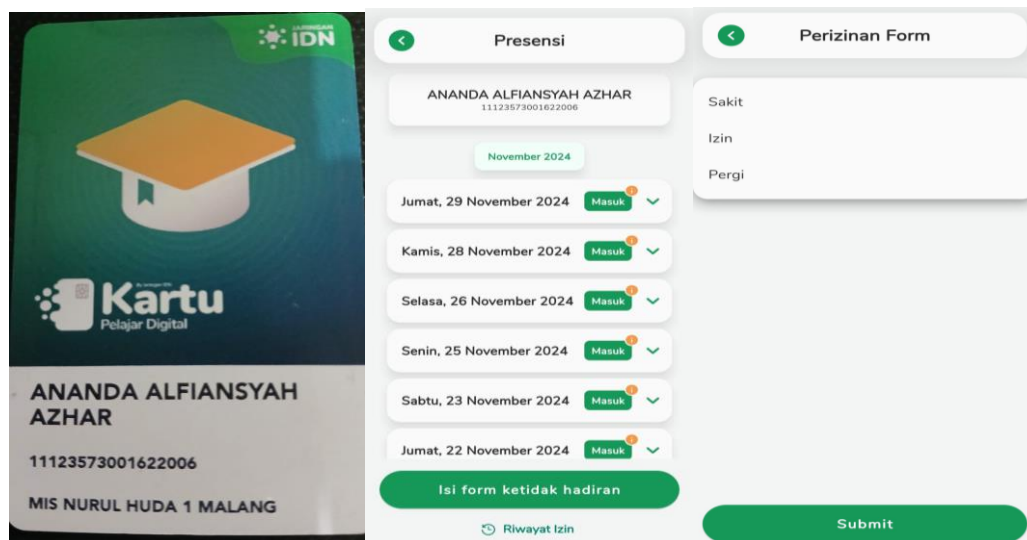 JARINGAN
IDN
Kartu
Pelajar Digital
ANANDA ALFIANSYAH
AZHAR
11123573001622006
MIS NURUL HUDA 1 MALANG
Presensi
ANANDA ALFIANSYAH AZHAR
11123573001622006
November 2024
Jumat, 29 November 2024 Masuk
Kamis, 28 November 2024 Masuk
Selasa, 26 November 2024 Masuk
Senin, 25 November 2024 Masuk
Sabtu, 23 November 2024 Masuk
Jumat, 22 November 2024 Masuk
Isi form ketidak hadiran
Riwayat Izin
Perizinan Form
Sakit
Izin
Pergi
Submit